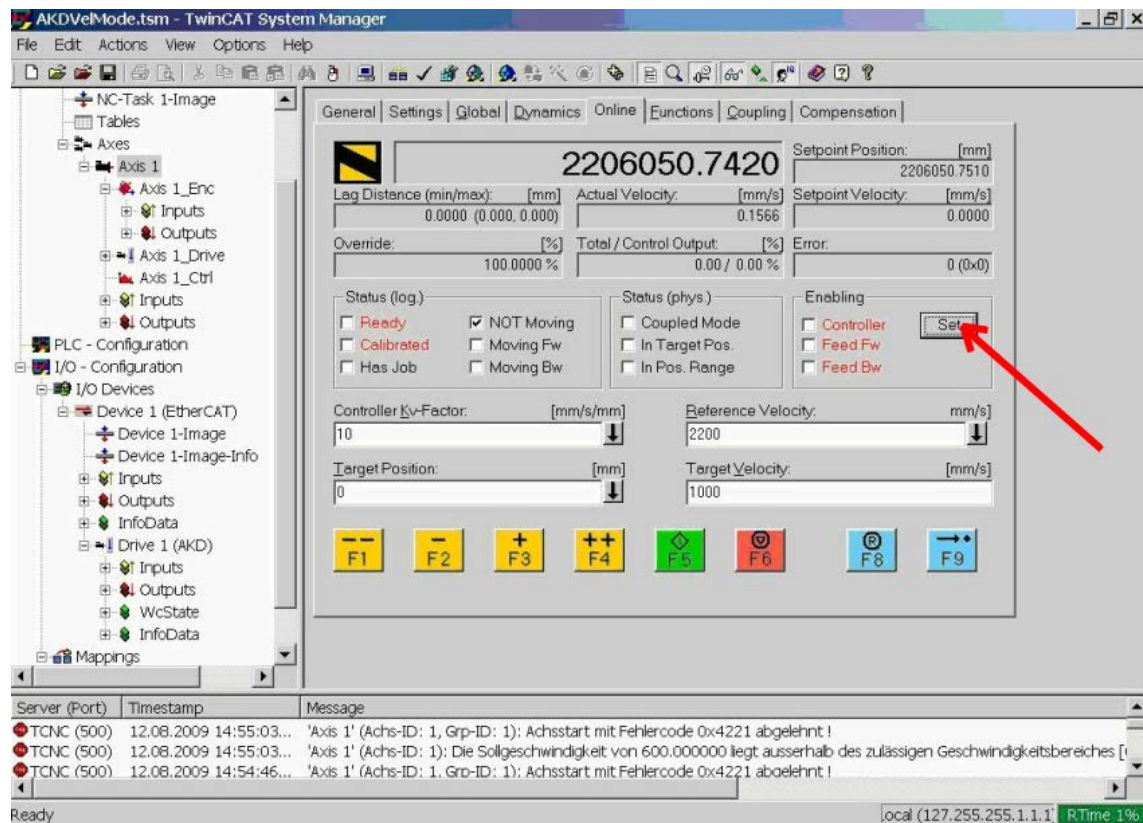 AKDVelMode.tsm - TwinCAT System Manager
File Edit Actions View Options Help
NC-Task 1-Image
Tables
Axes
Axis 1
Axis 1_Enc
Inputs
Outputs
Axis 1_Drive
Axis 1_Ctrl
Inputs
Outputs
PLC - Configuration
I/O - Configuration
I/O Devices
Device 1 (EtherCAT)
Device 1-Image
Device 1-Image-Info
Inputs
Outputs
InfoData
Drive 1 (AKD)
Inputs
Outputs
WcState
InfoData
Mappings
General Settings Global Dynamics Online Functions Coupling Compensation
2206050.7420
Setpoint Position: [mm]
2206050.7510
Lag Distance (min/max): [mm] Actual Velocity: [mm/s] Setpoint Velocity: [mm/s]
0.0000 (0.000, 0.000) 0.1566 0.0000
Override: [%] Total / Control Output: [%] Error:
100.0000 % 0.00 / 0.00 % 0 (0x0)
Status (log.) Status (phys.) Enabling
Ready NOT Moving Coupled Mode Controller Set
Calibrated Moving Fw In Target Pos. Feed Fw
Has Job Moving Bw In Pos. Range Feed Bw
Controller Kv-Factor: [mm/s/mm] Reference Velocity: mm/s]
10 2200
Target Position: [mm] Target Velocity: [mm/s]
0 1000
-- - + ++ R
F1 F2 F3 F4 F5 F6 F8 F9
Server (Port) Timestamp Message
TCNC (500) 12.08.2009 14:55:03... 'Axis 1' (Achs-ID: 1, Grp-ID: 1): Achsstart mit Fehlercode 0x4221 abgelehnt !
TCNC (500) 12.08.2009 14:55:03... 'Axis 1' (Achs-ID: 1, Grp-ID: 1): Die Sollgeschwindigkeit von 600.000000 liegt ausserhalb des zulässigen Geschwindigkeitsbereiches [
TCNC (500) 12.08.2009 14:54:46... 'Axis 1' (Achs-ID: 1, Grp-ID: 1): Achsstart mit Fehlercode 0x4221 abgelehnt !
Ready ocal (127.255.255.1.1.1 RTime 1%